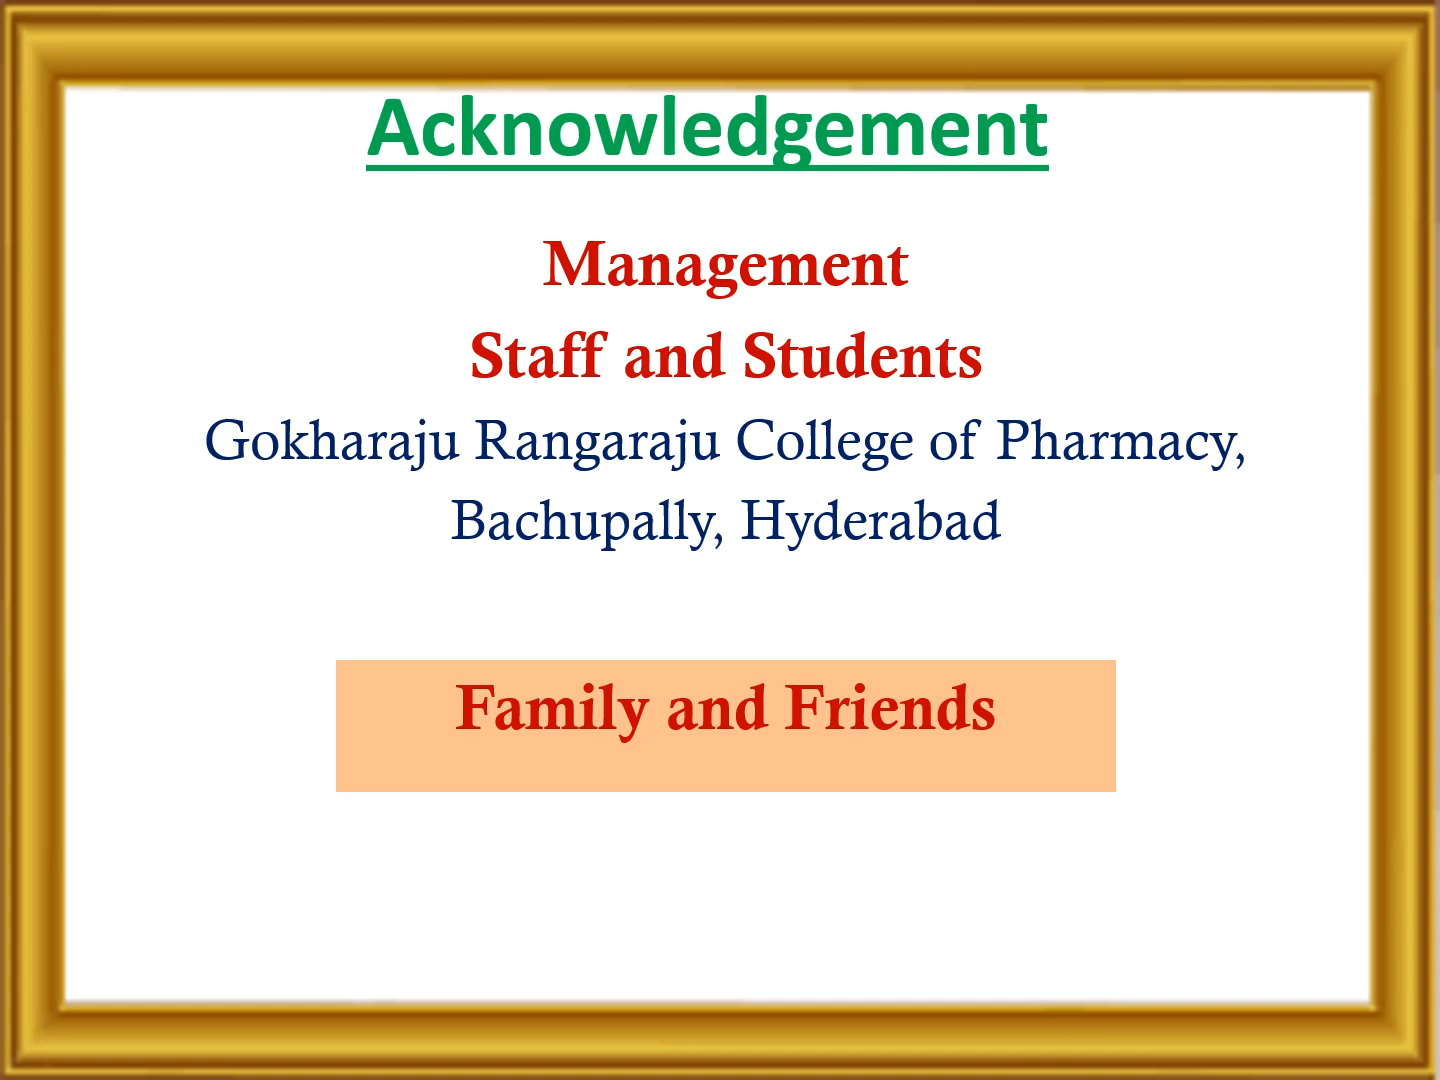 Acknowledgement
Management
Staff and Students
Gokharaju Rangaraju College of Pharmacy,
Bachupally, Hyderabad
Family and Friends